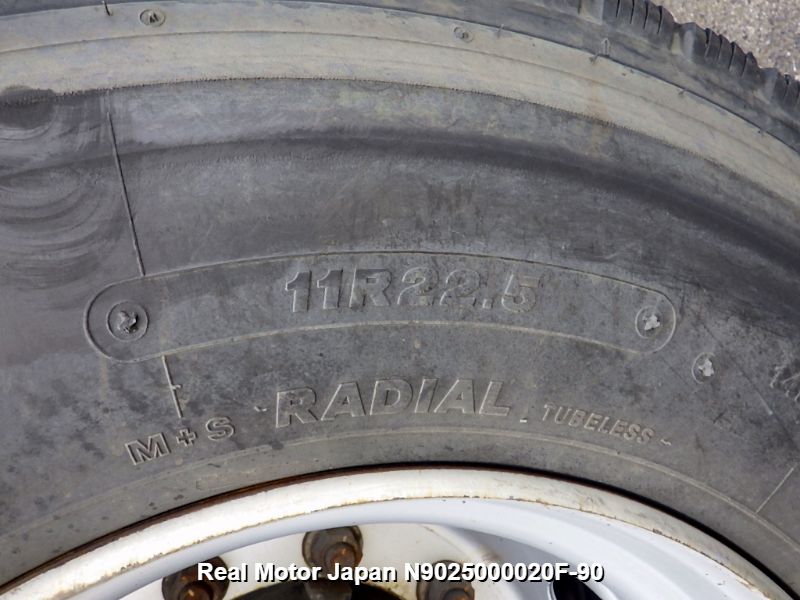 11R22.5
M+S RADIAL TUBELESS
Real Motor Japan N9025000020F-90